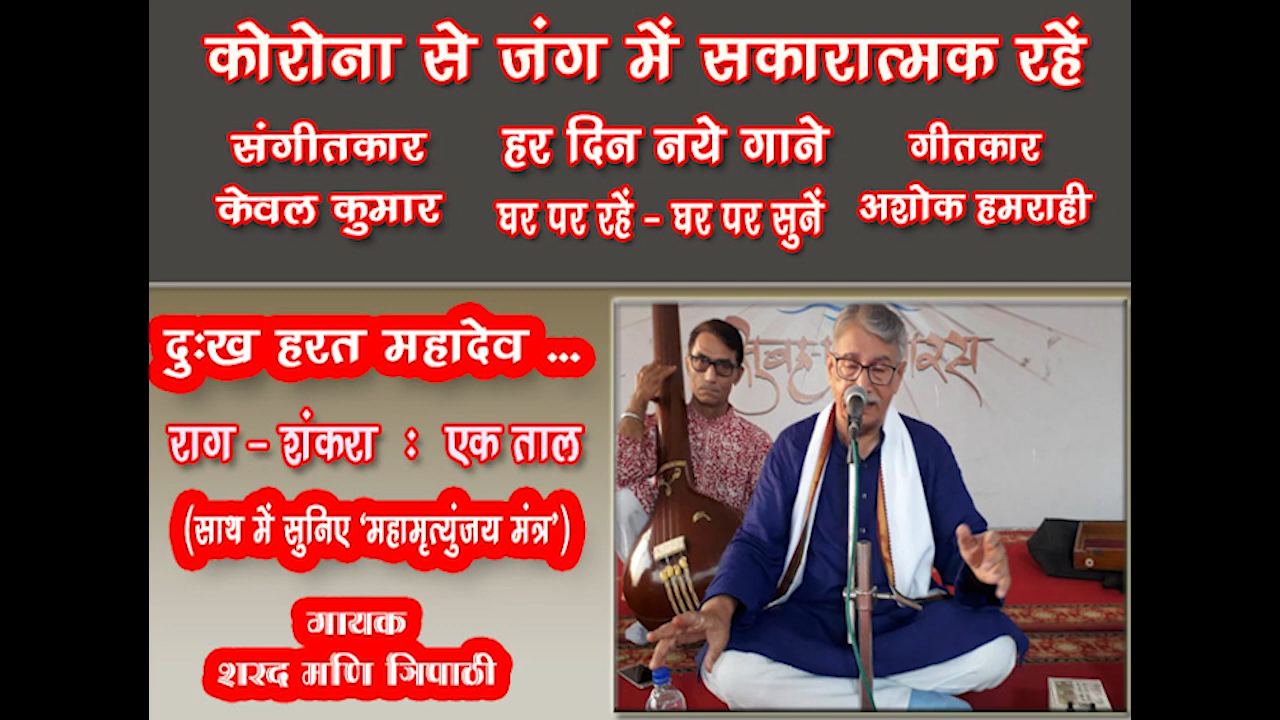 कोरोना से जंग में सकारात्मक रहें
संगीतकार हर दिन नये गाने गीतकार
केवल कुमार घर पर रहें - घर पर सुनें अशोक हमराही
दुःख हरत महादेव ...
राग - शंकरा : एक ताल
(साथ में सुनिए 'महामृत्युंजय मंत्र')
गायक
शरद मणि त्रिपाठी